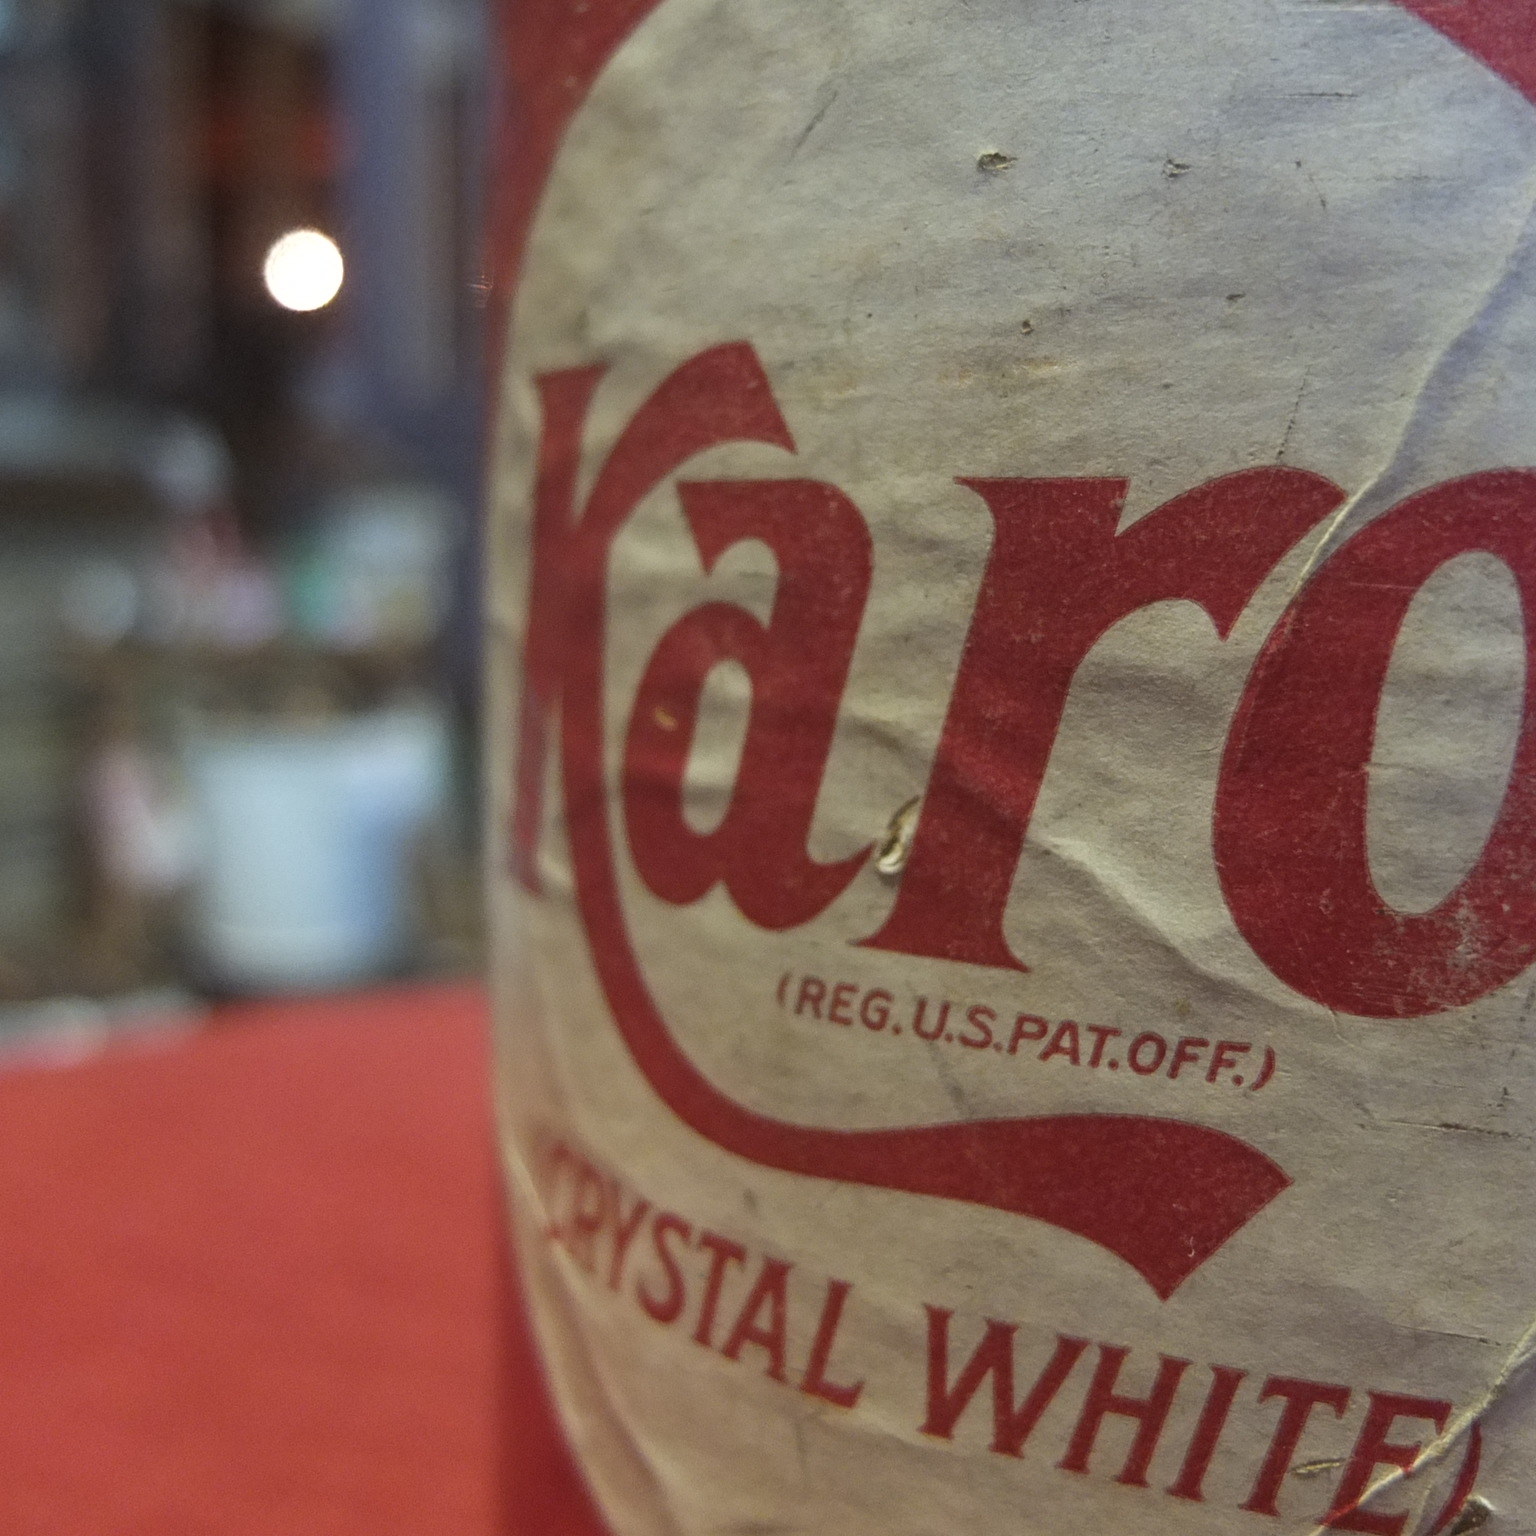 Karo
(REG. U.S. PAT. OFF.)
(CRYSTAL WHITE)